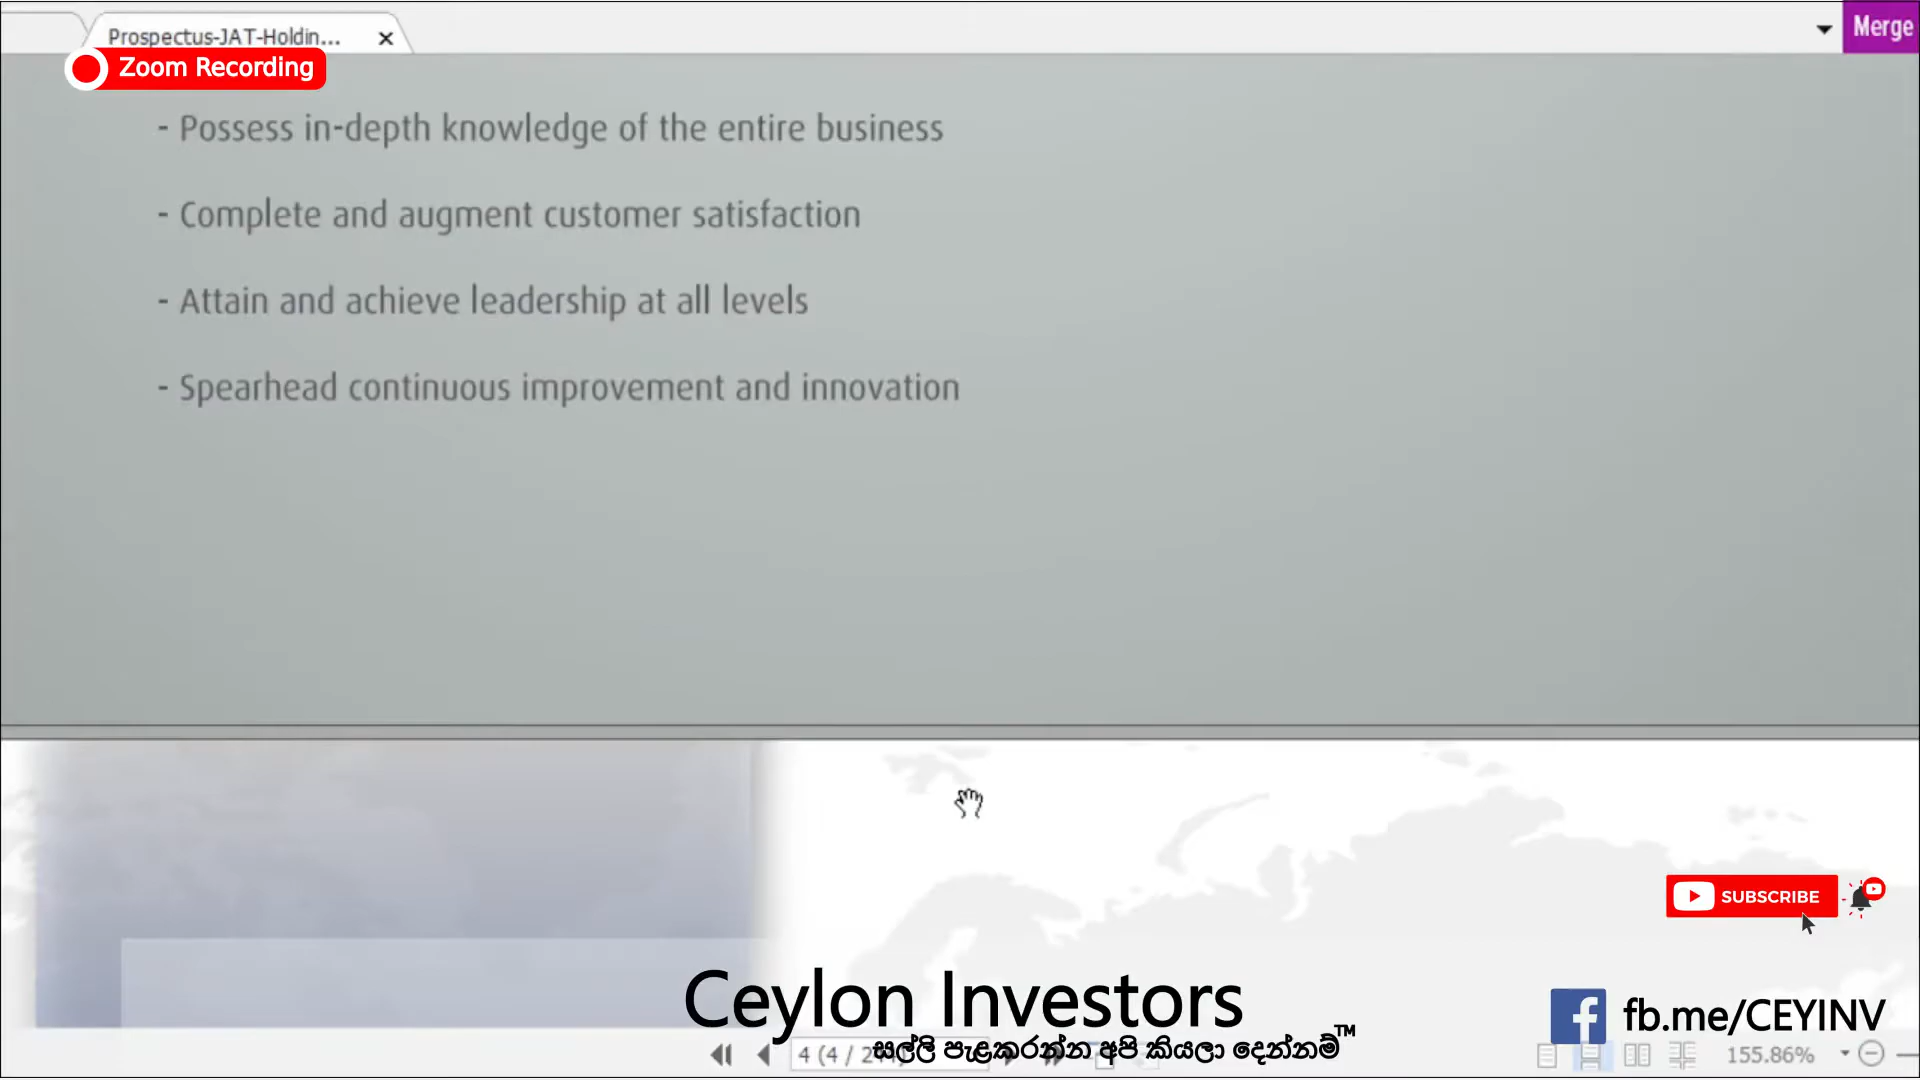 Prospectus-JAT-Holdin...
Merge
Zoom Recording
- Possess in-depth knowledge of the entire business
- Complete and augment customer satisfaction
- Attain and achieve leadership at all levels
- Spearhead continuous improvement and innovation
SUBSCRIBE
Ceylon Investors
සල්ලි පැළකරන්න අපි කියලා දෙන්නම් TM
fb.me/CEYINV
4 (4 /
155.86%